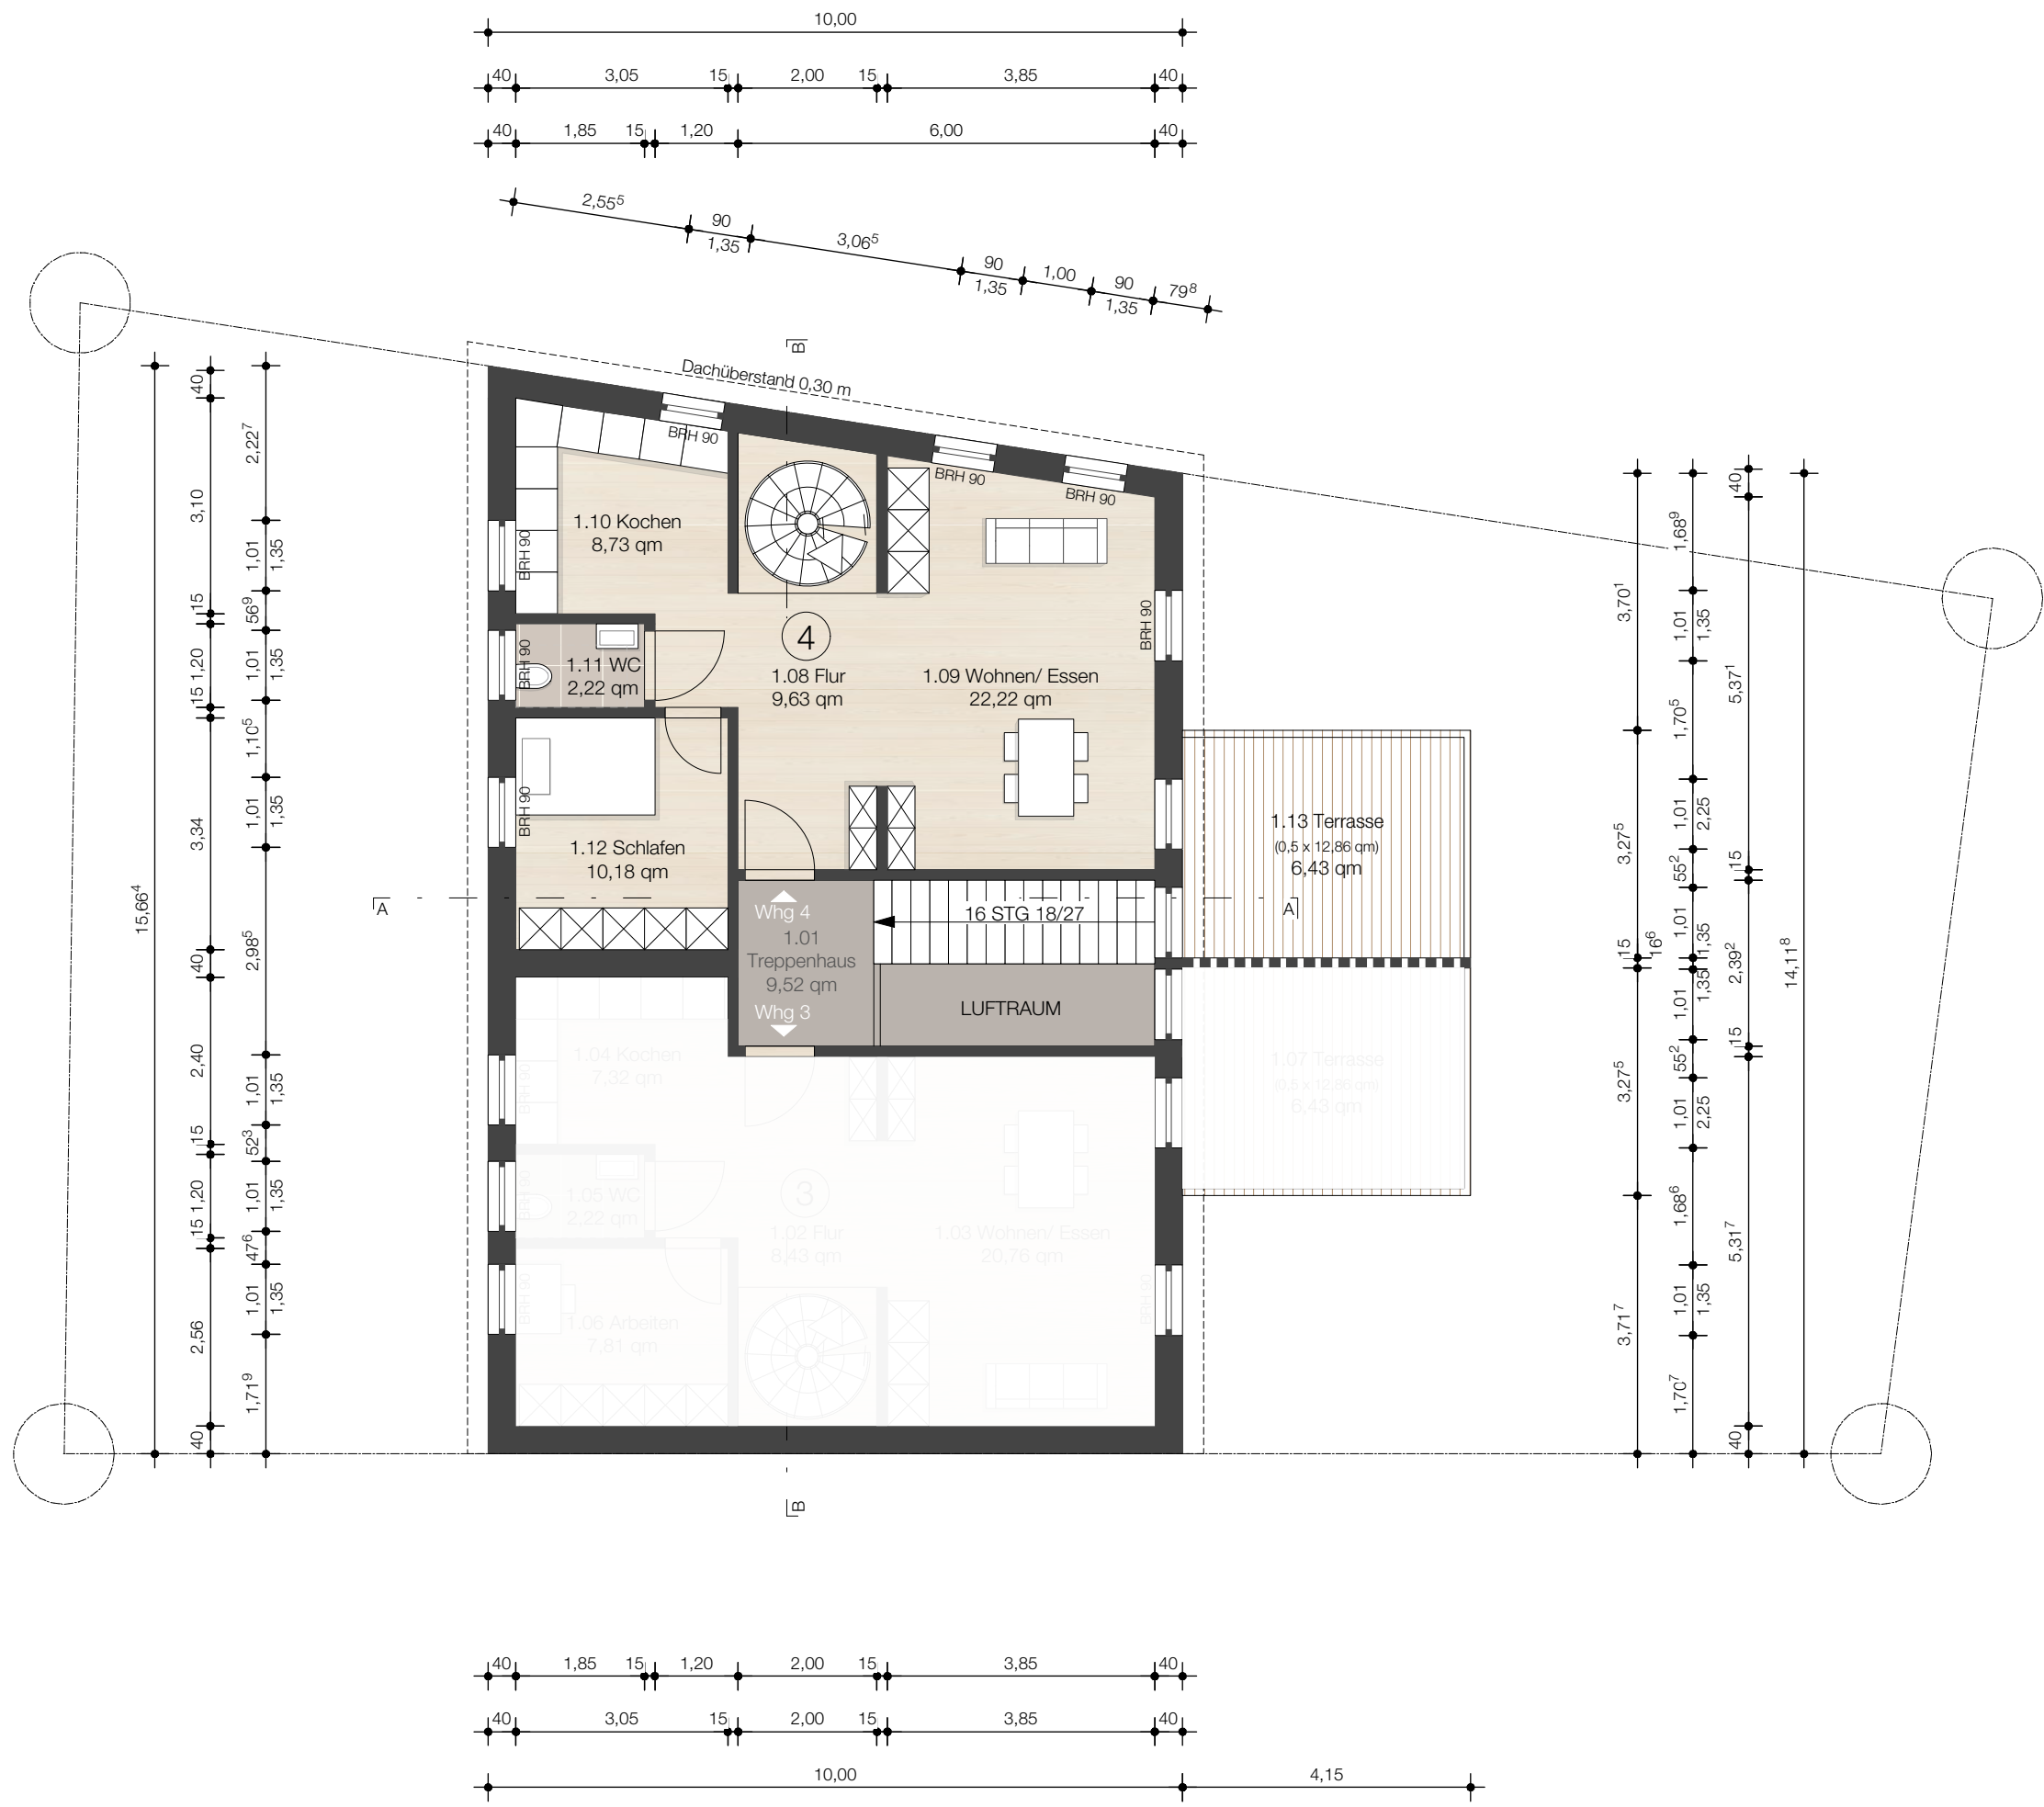 10,00
40 3,05 15 2,00 15 3,85 40
40 1,85 15 1,20 6,00 40
2,55⁵ 90 3,06⁵ 90 1,00 90 79⁸
1,35 1,35 1,35
B
Dachüberstand 0,30 m
BRH 90
BRH 90
BRH 90
BRH 90
1.10 Kochen
8,73 qm
BRH 90
1.11 WC
2,22 qm
4
1.08 Flur
9,63 qm
1.09 Wohnen/ Essen
22,22 qm
BRH 90
BRH 90
1.12 Schlafen
10,18 qm
1.13 Terrasse
(0,5 x 12,86 qm)
6,43 qm
A
A
Whg 4
1.01
Treppenhaus
9,52 qm
Whg 3
16 STG 18/27
LUFTRAUM
BRH 90
1.04 Kochen
7,32 qm
1.07 Terrasse
(0,5 x 12,86 qm)
6,43 qm
BRH 90
1.05 WC
2,22 qm
3
1.02 Flur
8,43 qm
1.03 Wohnen/ Essen
20,76 qm
BRH 90
BRH 90
1.06 Arbeiten
7,81 qm
B
15,66⁴
40 3,10 15 1,20 15 3,34 40 2,40 15 1,20 15 2,56 40
2,22⁷ 1,01 56⁹ 1,01 1,10⁵ 1,01 2,98⁵ 1,01 52³ 1,01 47⁶ 1,01 1,71⁹
1,35 1,35 1,35 1,35 1,35 1,35
3,70¹ 3,27⁵ 15 3,27⁵ 3,71⁷
16⁶
1,68⁹ 1,01 1,70⁵ 1,01 55² 1,01 1,01 55² 1,01 1,68⁶ 1,01 1,70⁷
1,35 2,25 1,35 1,35 2,25 1,35
40 5,37¹ 15 2,39² 15 5,31⁷ 40
14,11⁸
40 1,85 15 1,20 2,00 15 3,85 40
40 3,05 15 2,00 15 3,85 40
10,00 4,15